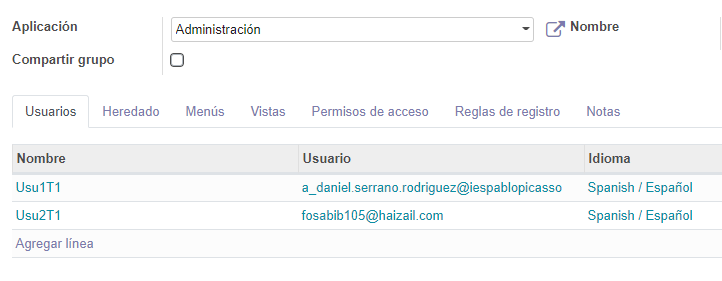 Aplicación Administración Nombre
Compartir grupo
Usuarios Heredado Menús Vistas Permisos de acceso Reglas de registro Notas
Nombre Usuario Idioma
Usu1T1 a_daniel.serrano.rodriguez@iespablopicasso Spanish / Español
Usu2T1 fosabib105@haizail.com Spanish / Español
Agregar línea